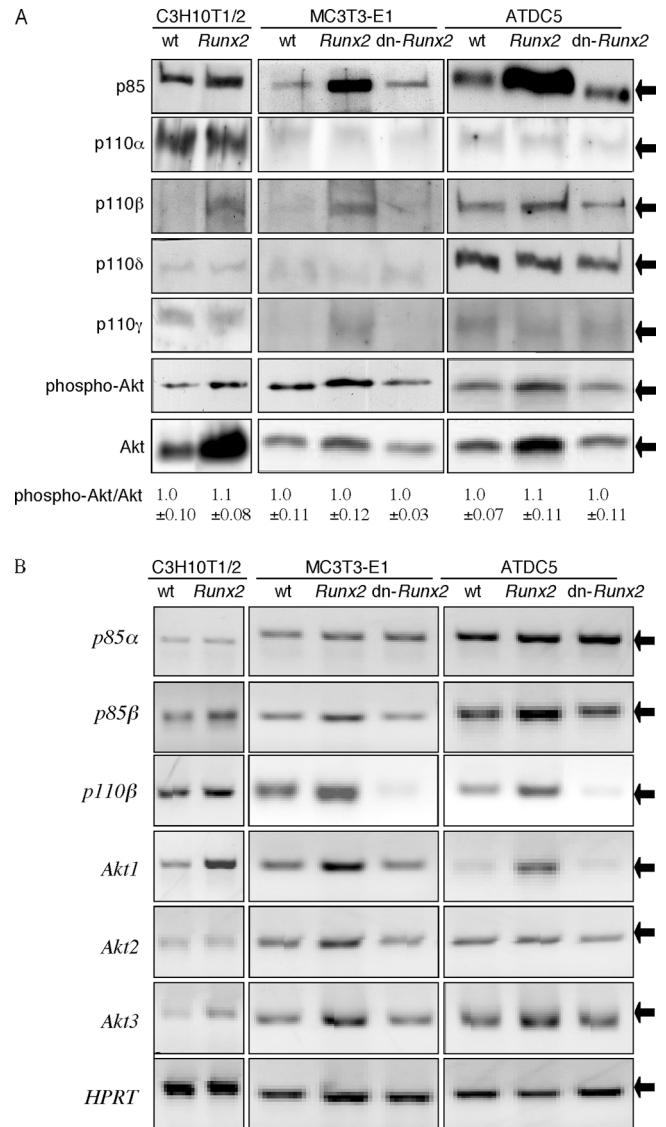 A
C3H10T1/2 MC3T3-E1 ATDC5
wt Runx2 wt Runx2 dn-Runx2 wt Runx2 dn-Runx2
p85
p110α
p110β
p110δ
p110γ
phospho-Akt
Akt
phospho-Akt/Akt 1.0 1.1 1.0 1.0 1.0 1.0 1.1 1.0
±0.10 ±0.08 ±0.11 ±0.12 ±0.03 ±0.07 ±0.11 ±0.11
B
C3H10T1/2 MC3T3-E1 ATDC5
wt Runx2 wt Runx2 dn-Runx2 wt Runx2 dn-Runx2
p85α
p85β
p110β
Akt1
Akt2
Akt3
HPRT